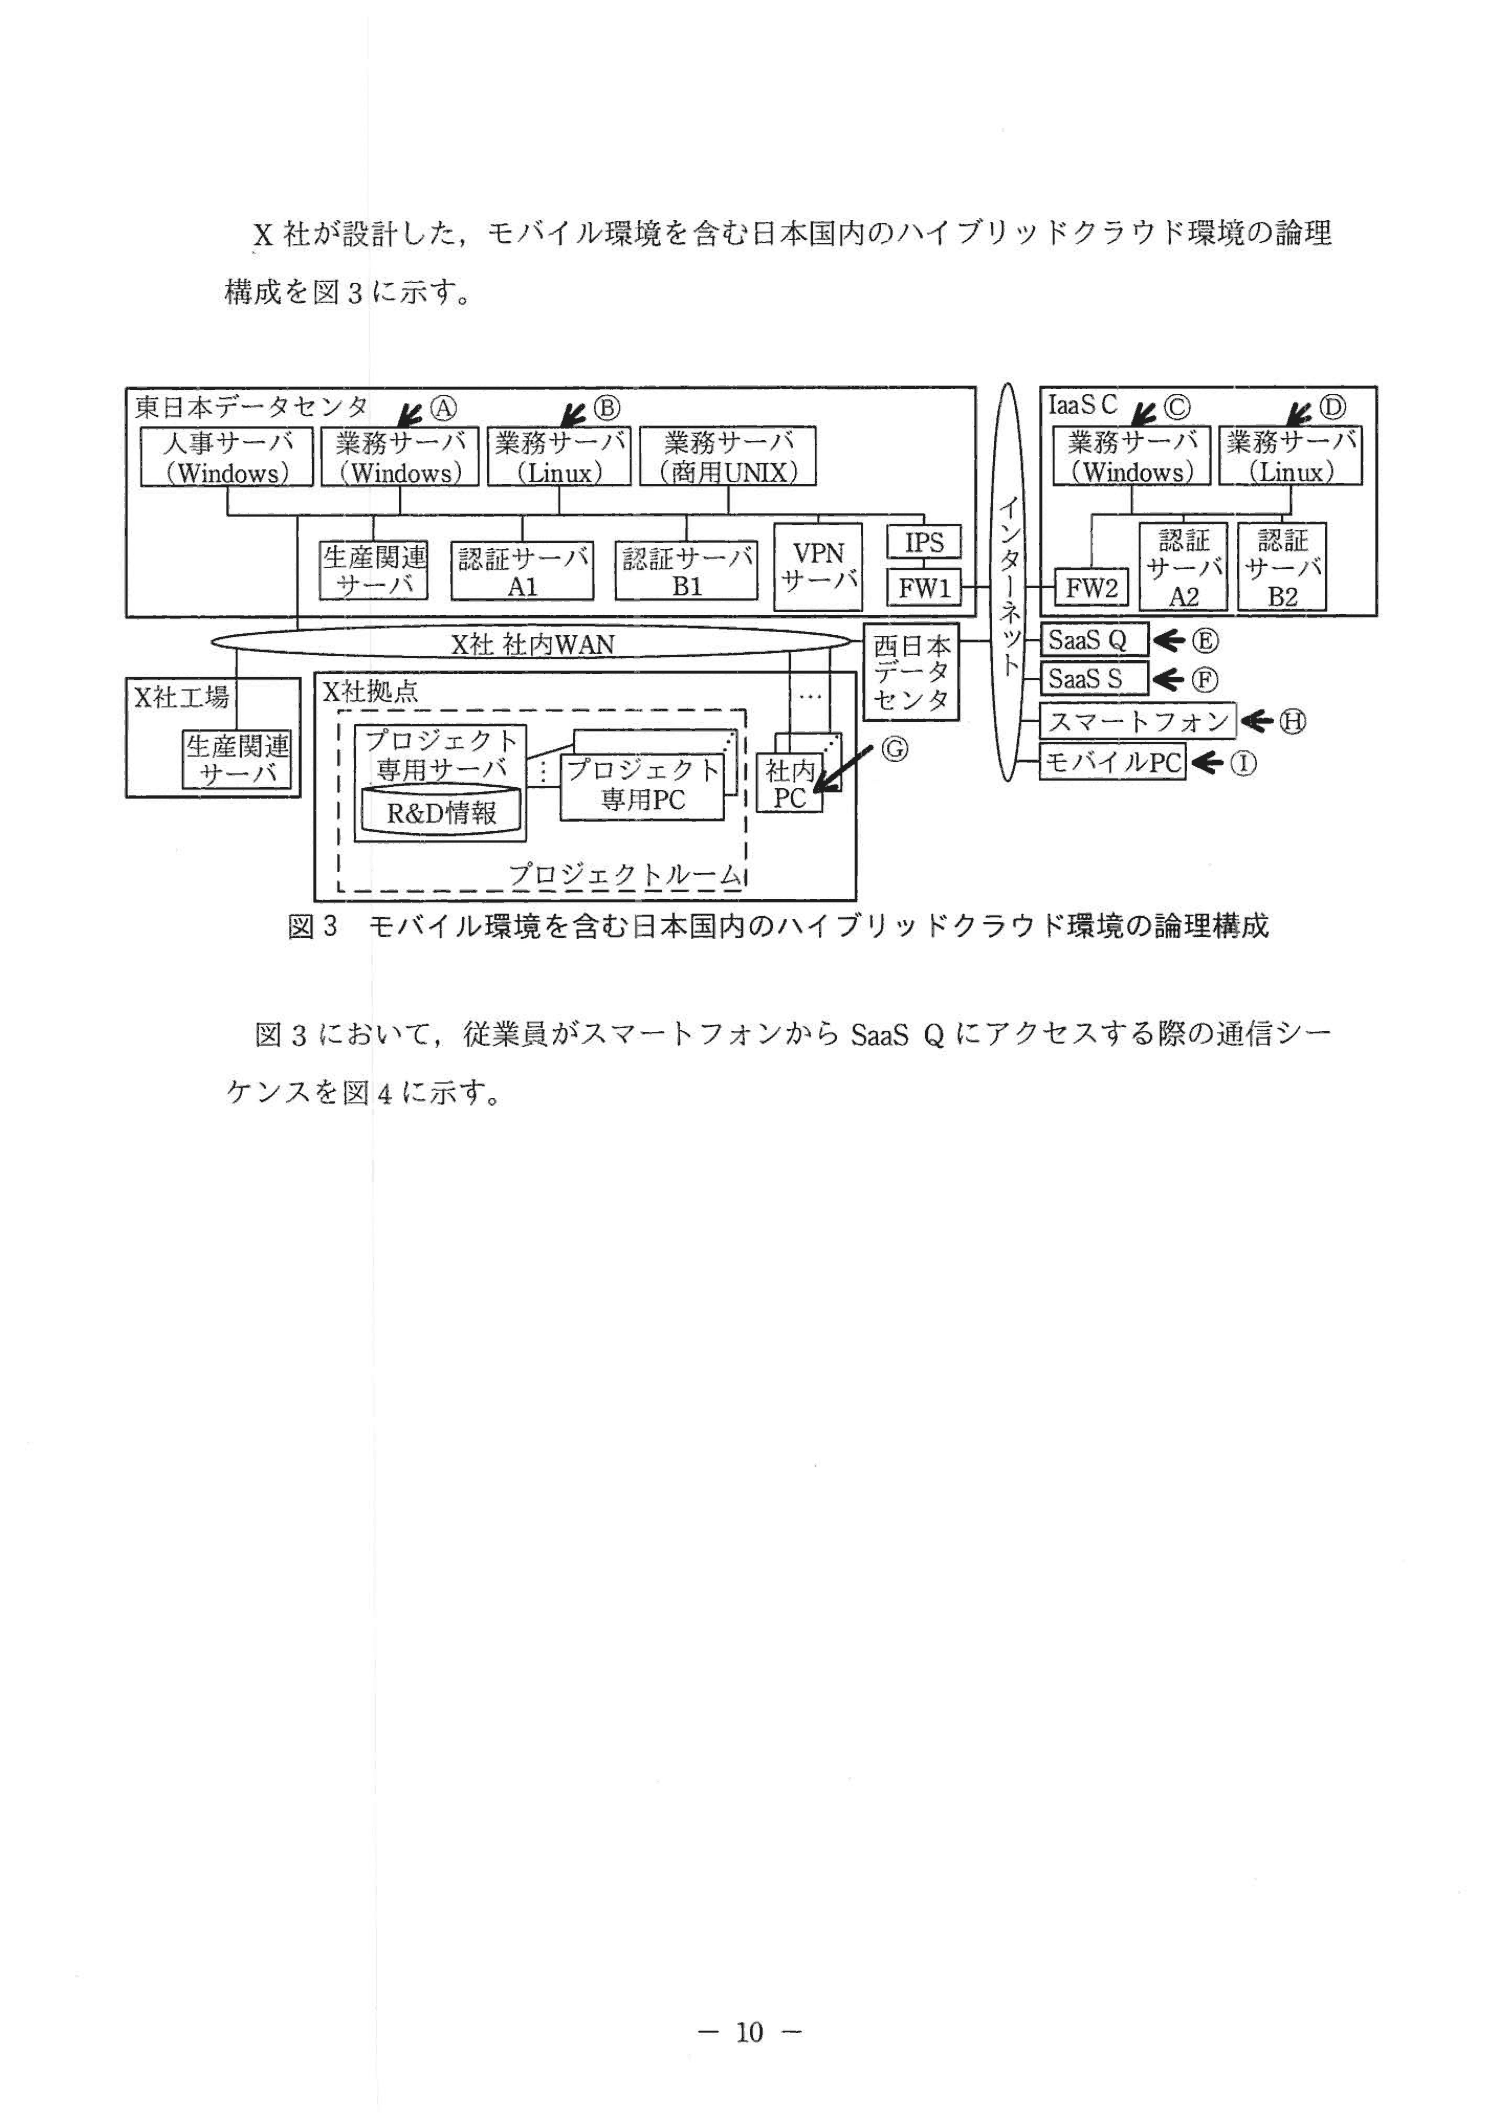 X 社が設計した，モバイル環境を含む日本国内のハイブリッドクラウド環境の論理
構成を図 3 に示す。
東日本データセンタ
Ⓐ
Ⓑ
人事サーバ
（Windows）
業務サーバ
（Windows）
業務サーバ
（Linux）
業務サーバ
（商用UNIX）
生産関連
サーバ
認証サーバ
A1
認証サーバ
B1
VPN
サーバ
IPS
FW1
インターネット
IaaS C
Ⓒ
Ⓓ
業務サーバ
（Windows）
業務サーバ
（Linux）
FW2
認証
サーバ
A2
認証
サーバ
B2
X社 社内WAN
西日本
データ
センタ
SaaS Q
Ⓔ
SaaS S
Ⓕ
スマートフォン
Ⓗ
モバイルPC
Ⓘ
X社工場
生産関連
サーバ
X社拠点
プロジェクト
専用サーバ
R&D情報
プロジェクト
専用PC
…
社内
PC
Ⓖ
プロジェクトルーム
図 3　モバイル環境を含む日本国内のハイブリッドクラウド環境の論理構成
図 3 において，従業員がスマートフォンから SaaS Q にアクセスする際の通信シー
ケンスを図 4 に示す。
－ 10 －